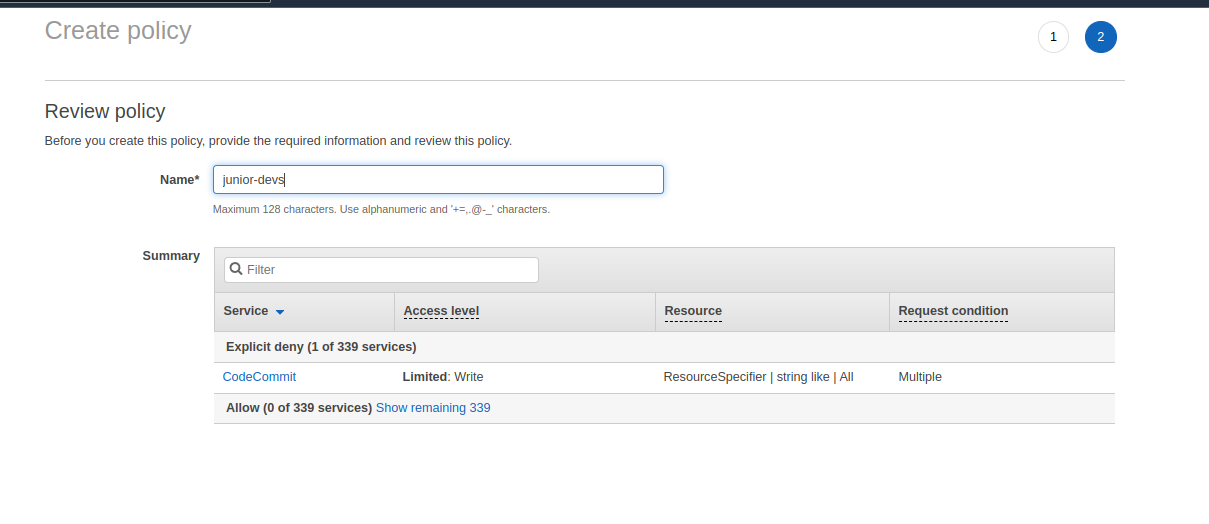 Create policy
1
2
Review policy
Before you create this policy, provide the required information and review this policy.
Name* junior-devs
Maximum 128 characters. Use alphanumeric and '+=,.@-_' characters.
Summary
Filter
Service Access level Resource Request condition
Explicit deny (1 of 339 services)
CodeCommit Limited: Write ResourceSpecifier | string like | All Multiple
Allow (0 of 339 services) Show remaining 339